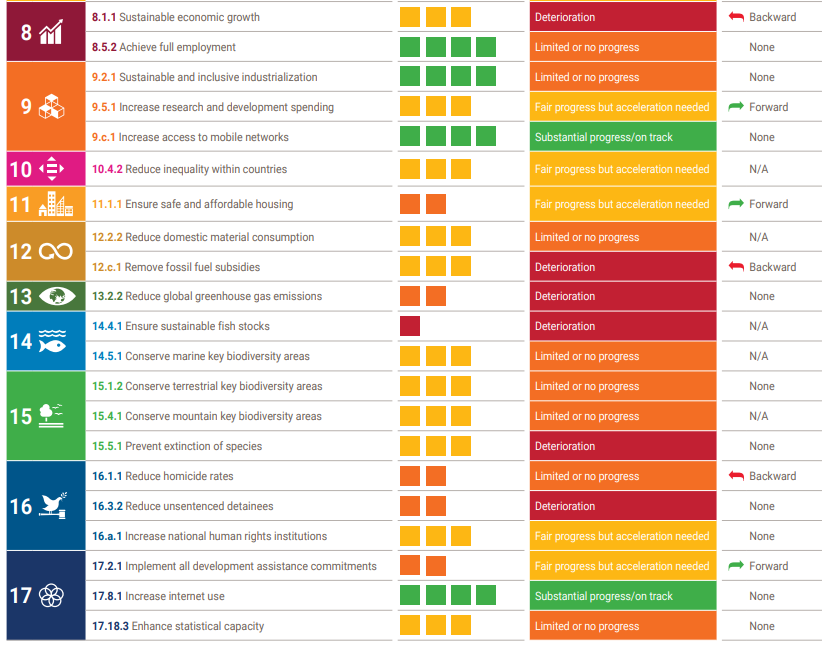 8
8.1.1 Sustainable economic growth Deterioration Backward
8.5.2 Achieve full employment Limited or no progress None
9
9.2.1 Sustainable and inclusive industrialization Limited or no progress None
9.5.1 Increase research and development spending Fair progress but acceleration needed Forward
9.c.1 Increase access to mobile networks Substantial progress/on track None
10
10.4.2 Reduce inequality within countries Fair progress but acceleration needed N/A
11
11.1.1 Ensure safe and affordable housing Fair progress but acceleration needed Forward
12
12.2.2 Reduce domestic material consumption Limited or no progress N/A
12.c.1 Remove fossil fuel subsidies Deterioration Backward
13
13.2.2 Reduce global greenhouse gas emissions Deterioration None
14
14.4.1 Ensure sustainable fish stocks Deterioration N/A
14.5.1 Conserve marine key biodiversity areas Limited or no progress N/A
15
15.1.2 Conserve terrestrial key biodiversity areas Limited or no progress None
15.4.1 Conserve mountain key biodiversity areas Limited or no progress N/A
15.5.1 Prevent extinction of species Deterioration None
16
16.1.1 Reduce homicide rates Limited or no progress Backward
16.3.2 Reduce unsentenced detainees Deterioration None
16.a.1 Increase national human rights institutions Fair progress but acceleration needed None
17
17.2.1 Implement all development assistance commitments Fair progress but acceleration needed Forward
17.8.1 Increase internet use Substantial progress/on track None
17.18.3 Enhance statistical capacity Limited or no progress None